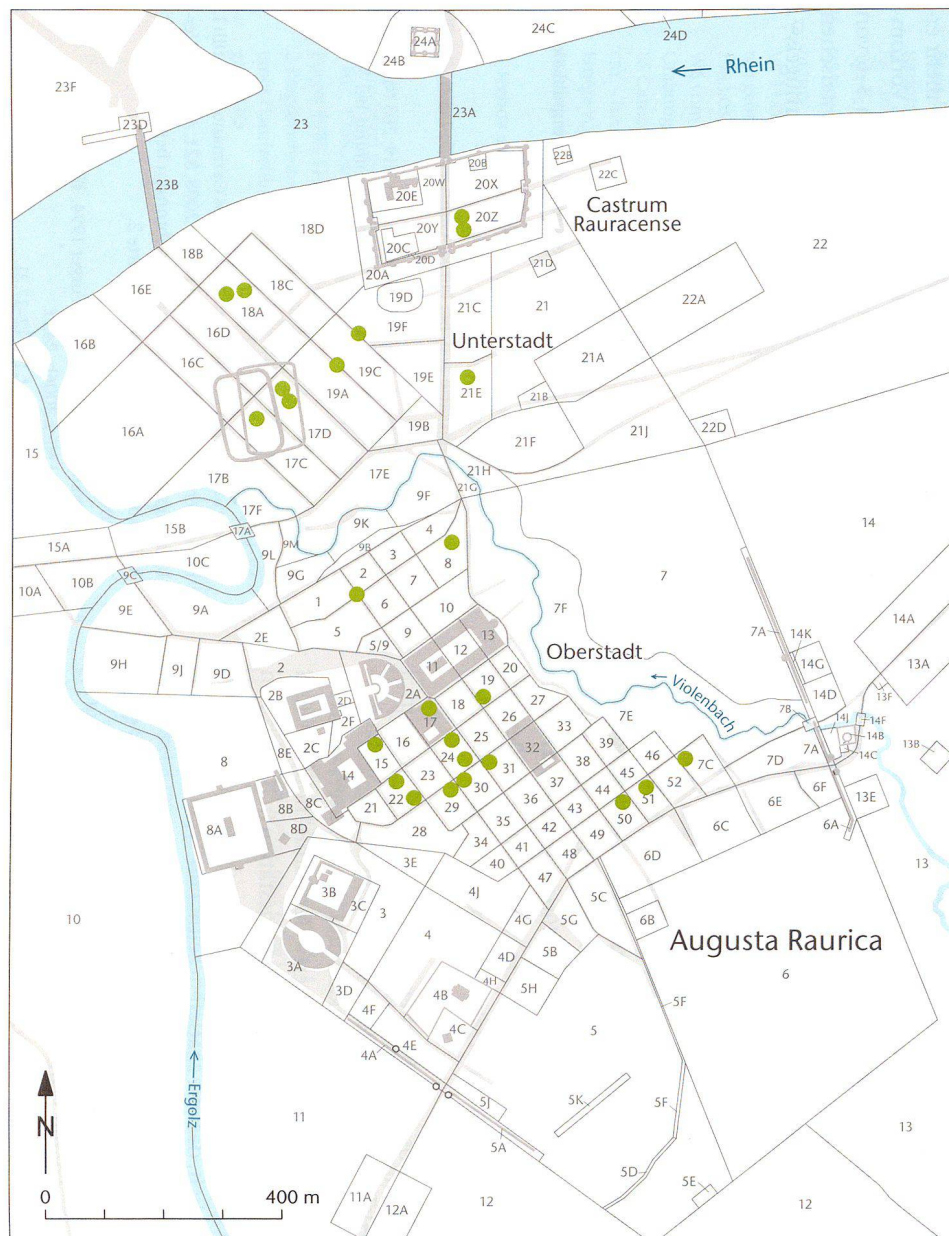 24A
24C
24D
24B
23F
← Rhein
23
23A
23D
23B
22B
20B
20W
20X
22C
20E
Castrum
Rauracense
20Y
20Z
18D
20C
20D
20A
21D
22
18B
18C
16E
18A
19D
21C
21
22A
16B
16D
19F
Unterstadt
16C
19C
21A
19E
21E
19A
21B
16A
19B
22D
17D
21F
21J
15
17C
17B
17E
21H
21G
17F
9F
15B
17A
9K
4
14
15A
9L
9M
9B
3
10C
8
10B
9C
9G
2
7
7
10A
9E
9A
1
6
10
7F
14A
2E
5
7A
14K
9
13
5/9
12
Oberstadt
14G
13A
9H
9J
9D
2
11
20
14D
13F
2B
2D
2A
19
← Violenbach
2F
18
27
7B
14J
14F
17
26
7E
14B
8E
2C
16
33
25
32
39
7A
14C
13B
8
15
24
46
14
38
7C
7D
31
45
8C
23
52
8B
30
37
6F
13E
21
22
44
51
6E
8A
29
36
43
50
6A
8D
35
6C
28
42
49
34
41
6D
13
3E
48
40
3B
4J
47
5C
3C
3
10
4G
5G
6B
4
Augusta Raurica
3A
4D
5B
6
4H
3D
4B
5H
5F
4F
4C
5
4A
4E
← Ergolz
5K
5F
5J
N
11
5A
13
5D
5E
0
400 m
11A
12A
12
12